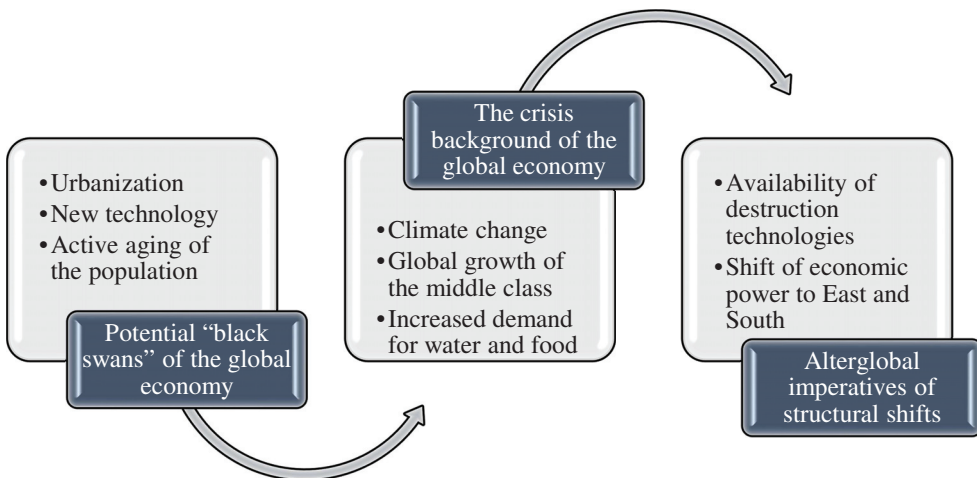 • Urbanization
• New technology
• Active aging of
the population
Potential “black
swans” of the global
economy
The crisis
background of the
global economy
• Climate change
• Global growth of
the middle class
• Increased demand
for water and food
• Availability of
destruction
technologies
• Shift of economic
power to East and
South
Alterglobal
imperatives of
structural shifts